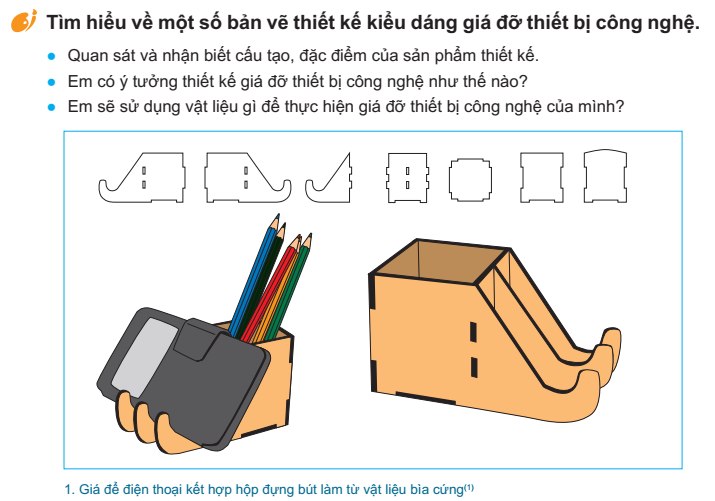 Tìm hiểu về một số bản vẽ thiết kế kiểu dáng giá đỡ thiết bị công nghệ.
• Quan sát và nhận biết cấu tạo, đặc điểm của sản phẩm thiết kế.
• Em có ý tưởng thiết kế giá đỡ thiết bị công nghệ như thế nào?
• Em sẽ sử dụng vật liệu gì để thực hiện giá đỡ thiết bị công nghệ của mình?
1. Giá để điện thoại kết hợp hộp đựng bút làm từ vật liệu bìa cứng(1)